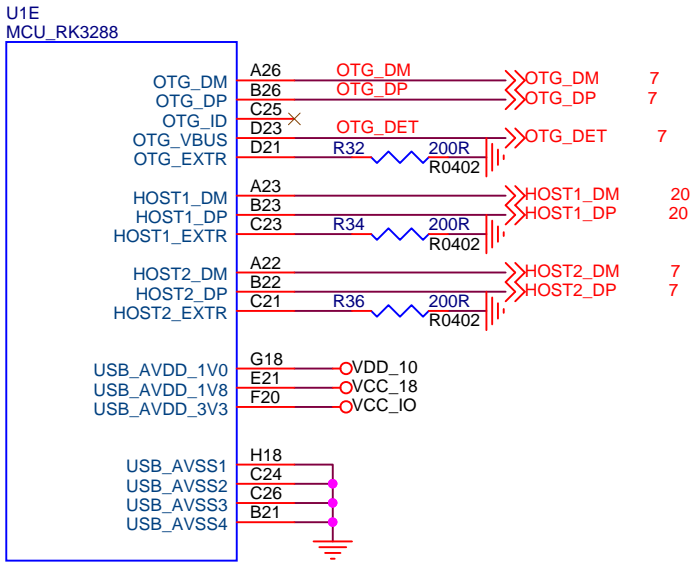 U1E
MCU_RK3288
OTG_DM A26 OTG_DM OTG_DM 7
OTG_DP B26 OTG_DP OTG_DP 7
OTG_ID C25
OTG_VBUS D23 OTG_DET OTG_DET 7
OTG_EXTR D21 R32 200R
R0402
HOST1_DM A23 HOST1_DM 20
HOST1_DP B23 HOST1_DP 20
HOST1_EXTR C23 R34 200R
R0402
HOST2_DM A22 HOST2_DM 7
HOST2_DP B22 HOST2_DP 7
HOST2_EXTR C21 R36 200R
R0402
USB_AVDD_1V0 G18 VDD_10
USB_AVDD_1V8 E21 VCC_18
USB_AVDD_3V3 F20 VCC_IO
USB_AVSS1 H18
USB_AVSS2 C24
USB_AVSS3 C26
USB_AVSS4 B21